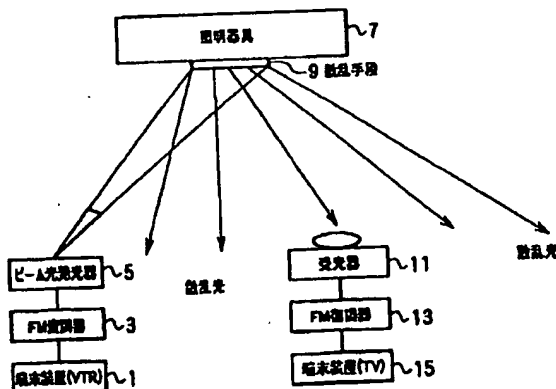 照明器具 7
9 散乱手段
ビーム光発光器 5
散乱光
受光器 11
散乱光
FM変調器 3
FM復調器 13
端末装置(VTR) 1
端末装置(TV) 15